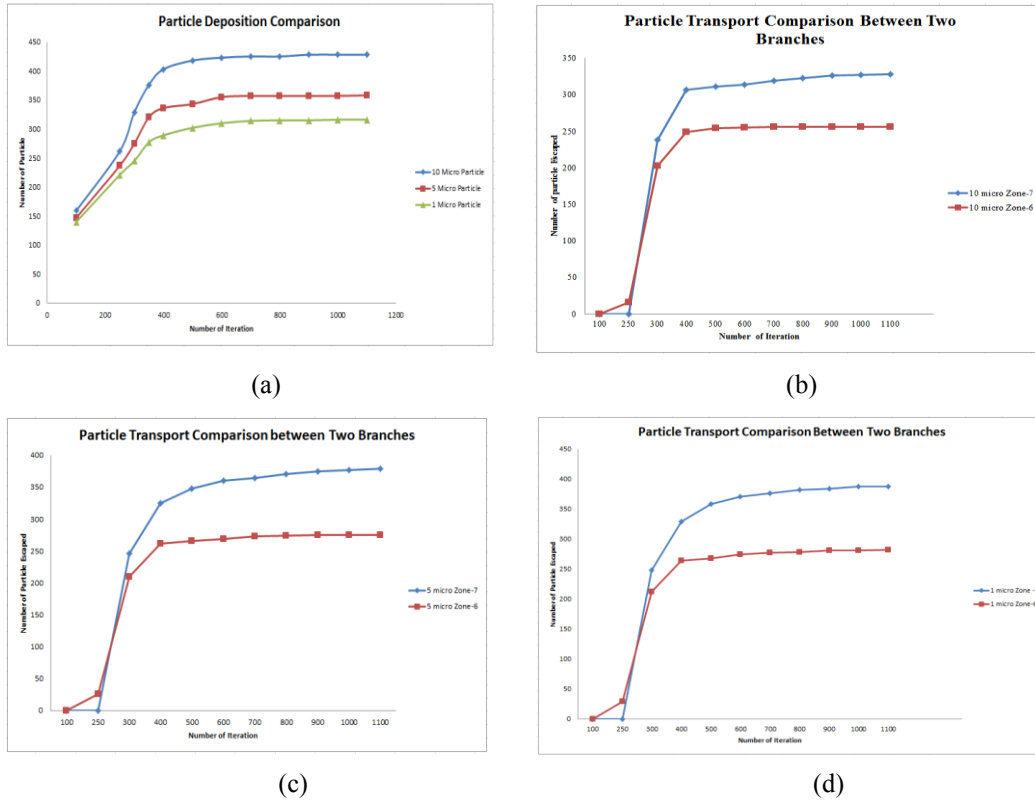 Particle Deposition Comparison
450
400
350
300
250
200
150
100
50
0
Number of Particle
0 200 400 600 800 1000 1200
Number of Iteration
10 Micro Particle
5 Micro Particle
1 Micro Particle
(a)
Particle Transport Comparison Between Two
Branches
350
300
250
200
150
100
50
0
Number of particle Escaped
100 250 300 400 500 600 700 800 900 1000 1100
Number of Iteration
10 micro Zone-7
10 micro Zone-6
(b)
Particle Transport Comparison between Two Branches
400
350
300
250
200
150
100
50
0
Number of Particle Escaped
100 250 300 400 500 600 700 800 900 1000 1100
Number of Iteration
5 micro Zone-7
5 micro Zone-6
(c)
Particle Transport Comparison Between Two Branches
450
400
350
300
250
200
150
100
50
0
Number of Particle Escaped
100 250 300 400 500 600 700 800 900 1000 1100
Number of Iteration
1 micro Zone -
1 micro Zone-6
(d)